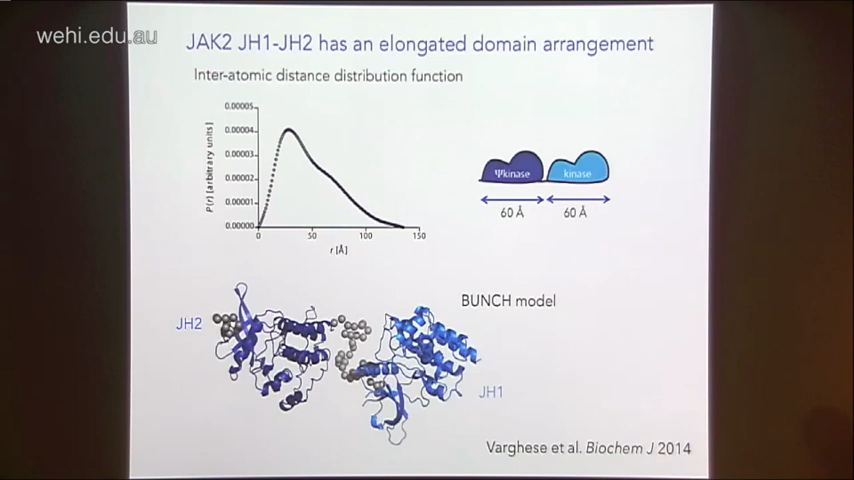 wehi.edu.au
JAK2 JH1-JH2 has an elongated domain arrangement
Inter-atomic distance distribution function
0.00005
0.00004
0.00003
0.00002
0.00001
0.00000
P(r) [arbitrary units]
0 50 100 150
r [Å]
Ψkinase kinase
60 Å 60 Å
BUNCH model
JH2
JH1
Varghese et al. Biochem J 2014